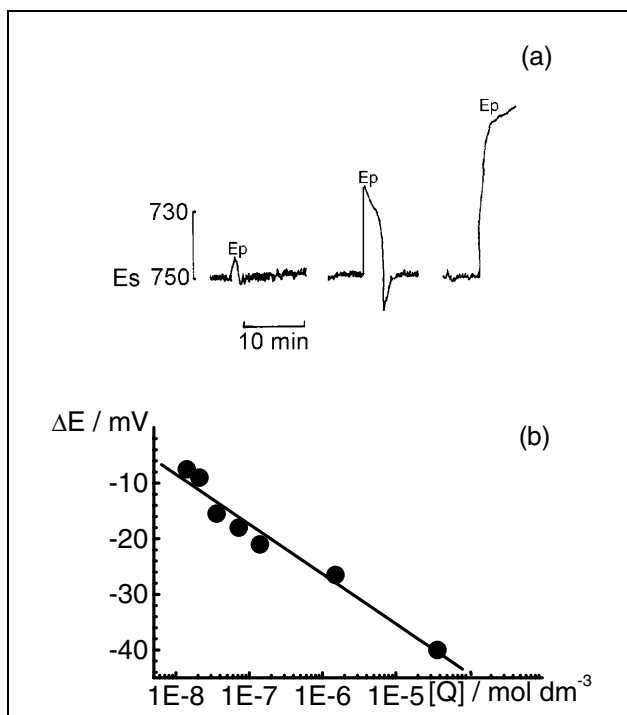 (a)
Ep
Ep
730
Ep
Es 750
10 min
ΔE / mV
(b)
-10
-20
-30
-40
1E-8 1E-7 1E-6 1E-5 [Q] / mol dm⁻³